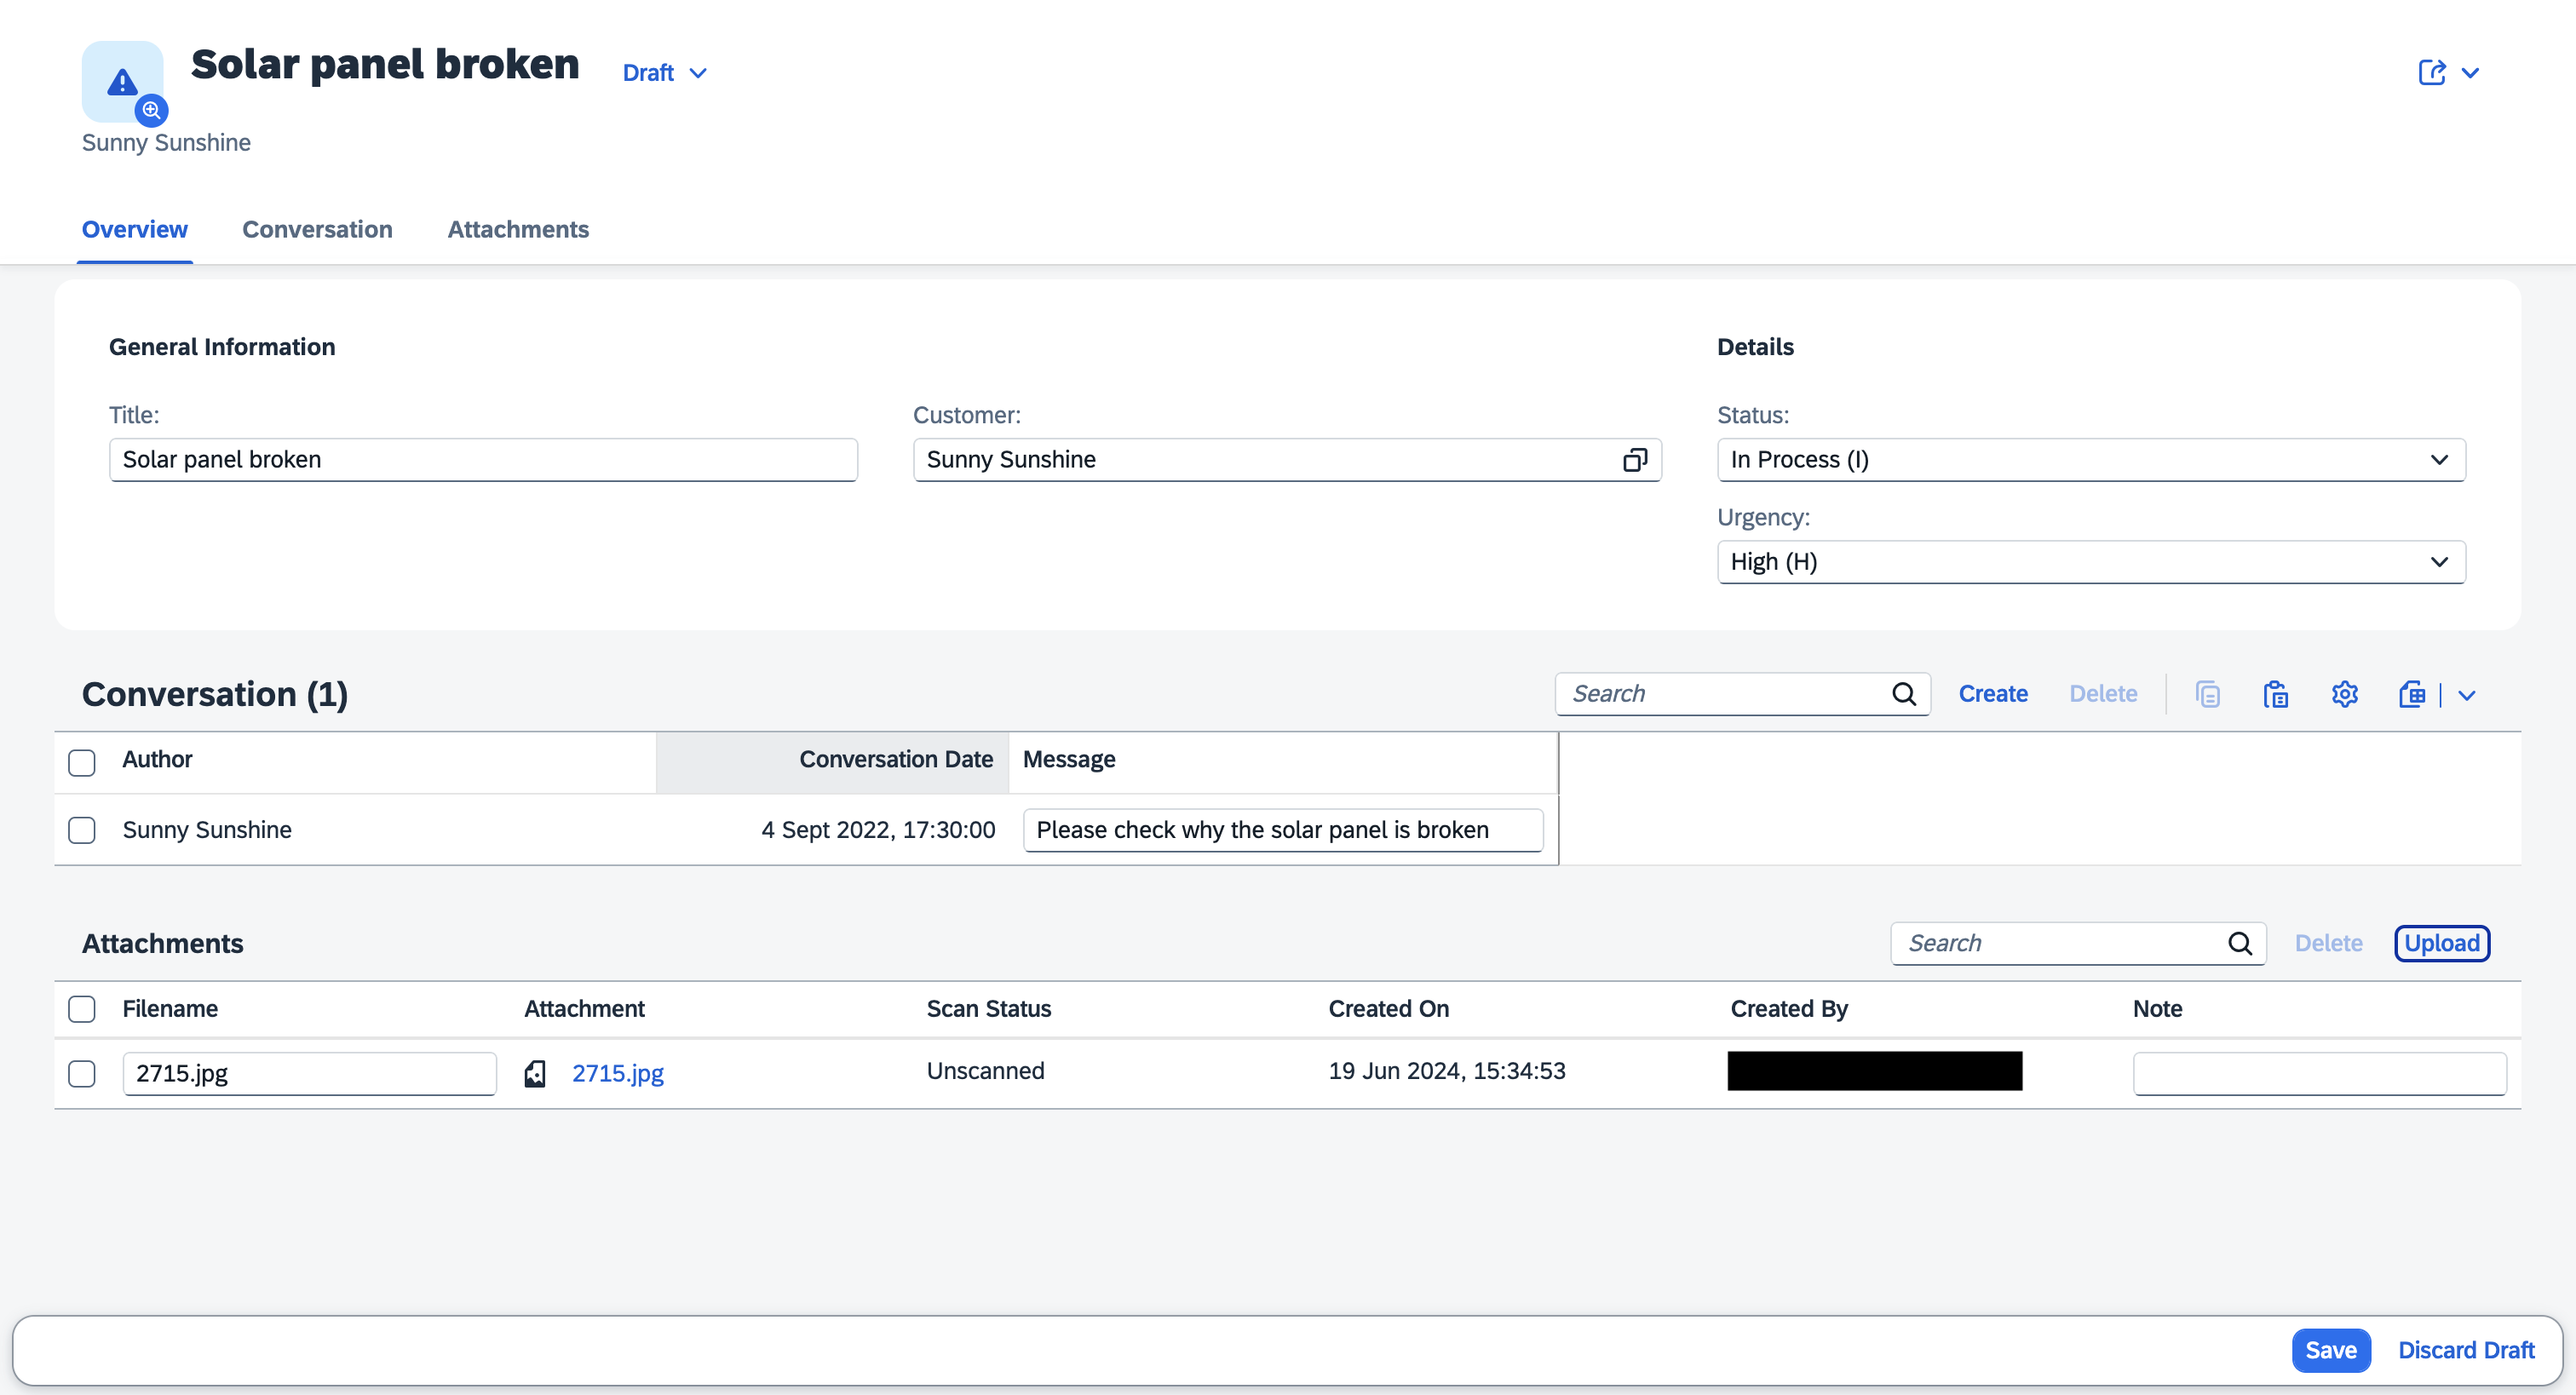 Solar panel broken Draft
Sunny Sunshine
Overview Conversation Attachments
General Information Details
Title: Customer: Status:
Solar panel broken Sunny Sunshine In Process (I)
Urgency:
High (H)
Conversation (1) Search Create Delete
Author Conversation Date Message
Sunny Sunshine 4 Sept 2022, 17:30:00 Please check why the solar panel is broken
Attachments Search Delete Upload
Filename Attachment Scan Status Created On Created By Note
2715.jpg 2715.jpg Unscanned 19 Jun 2024, 15:34:53
Save Discard Draft